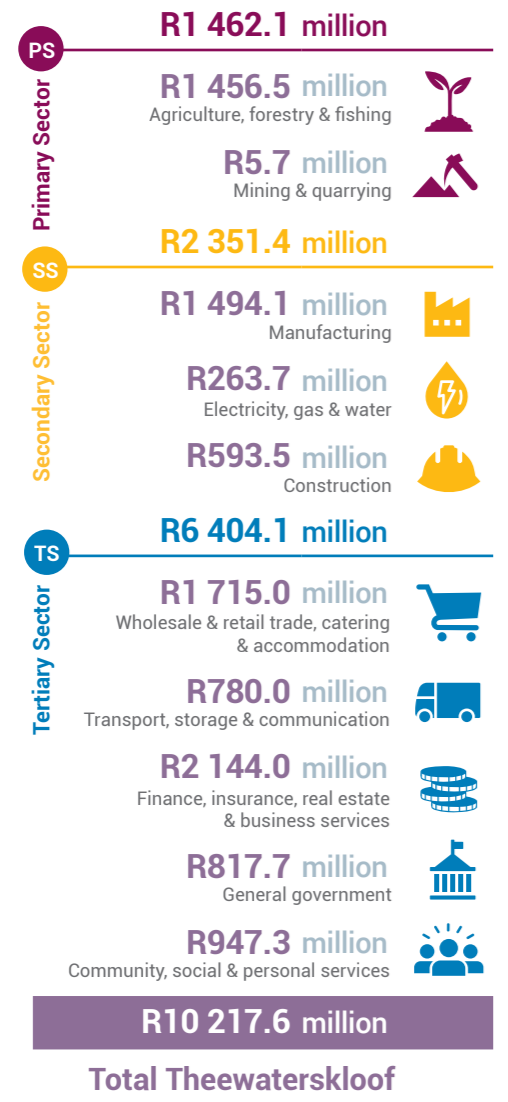 R1 462.1 million
PS
Primary Sector
R1 456.5 million
Agriculture, forestry & fishing
R5.7 million
Mining & quarrying
R2 351.4 million
SS
Secondary Sector
R1 494.1 million
Manufacturing
R263.7 million
Electricity, gas & water
R593.5 million
Construction
R6 404.1 million
TS
Tertiary Sector
R1 715.0 million
Wholesale & retail trade, catering
& accommodation
R780.0 million
Transport, storage & communication
R2 144.0 million
Finance, insurance, real estate
& business services
R817.7 million
General government
R947.3 million
Community, social & personal services
R10 217.6 million
Total Theewaterskloof